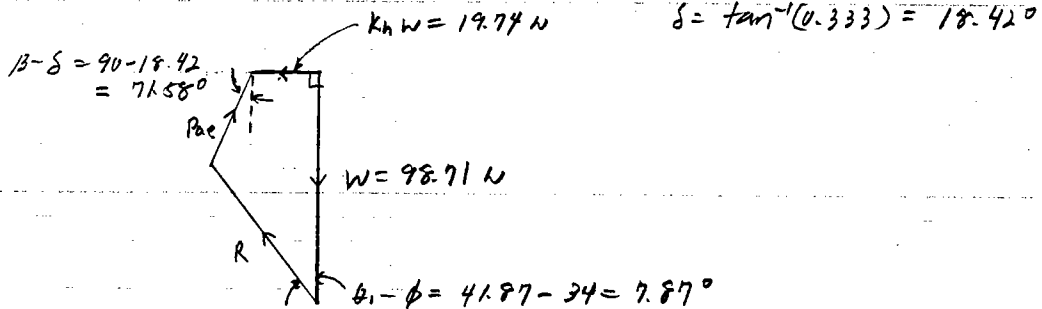 kh W = 19.74 N
δ = tan⁻¹(0.333) = 18.42°
β-δ = 90-18.42
= 71.58°
Pae
W = 98.71 N
R
θ₁ - φ = 41.87 - 34 = 7.87°